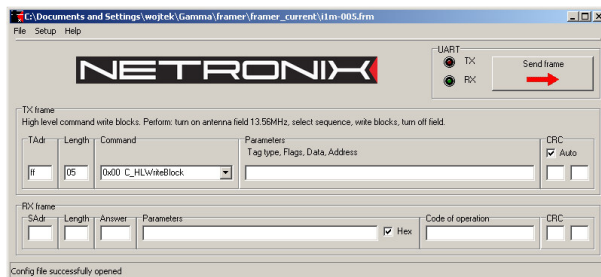 C:\Documents and Settings\wojtek\Gamma\framer\framer_current\i1m-005.frm
File Setup Help
NETRONIX
UART
TX
RX
Send frame
TX frame
High level command write blocks. Perform: turn on antenna field 13.56MHz, select sequence, write blocks, turn off field.
TAdr Length Command Parameters CRC
Tag type, Flags, Data, Address Auto
ff 05 0x00 C_HLWriteBlock
RX frame
SAdr Length Answer Parameters Code of operation CRC
Hex
Config file successfully opened